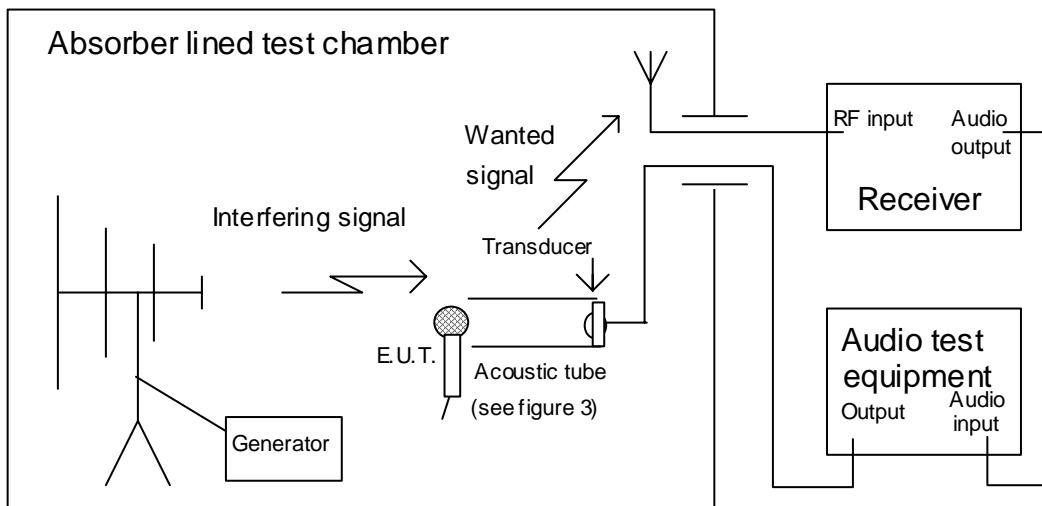 Absorber lined test chamber
Wanted
signal
Interfering signal
Transducer
E.U.T.
Acoustic tube
(see figure 3)
Generator
RF input
Audio
output
Receiver
Audio test
equipment
Output
Audio
input